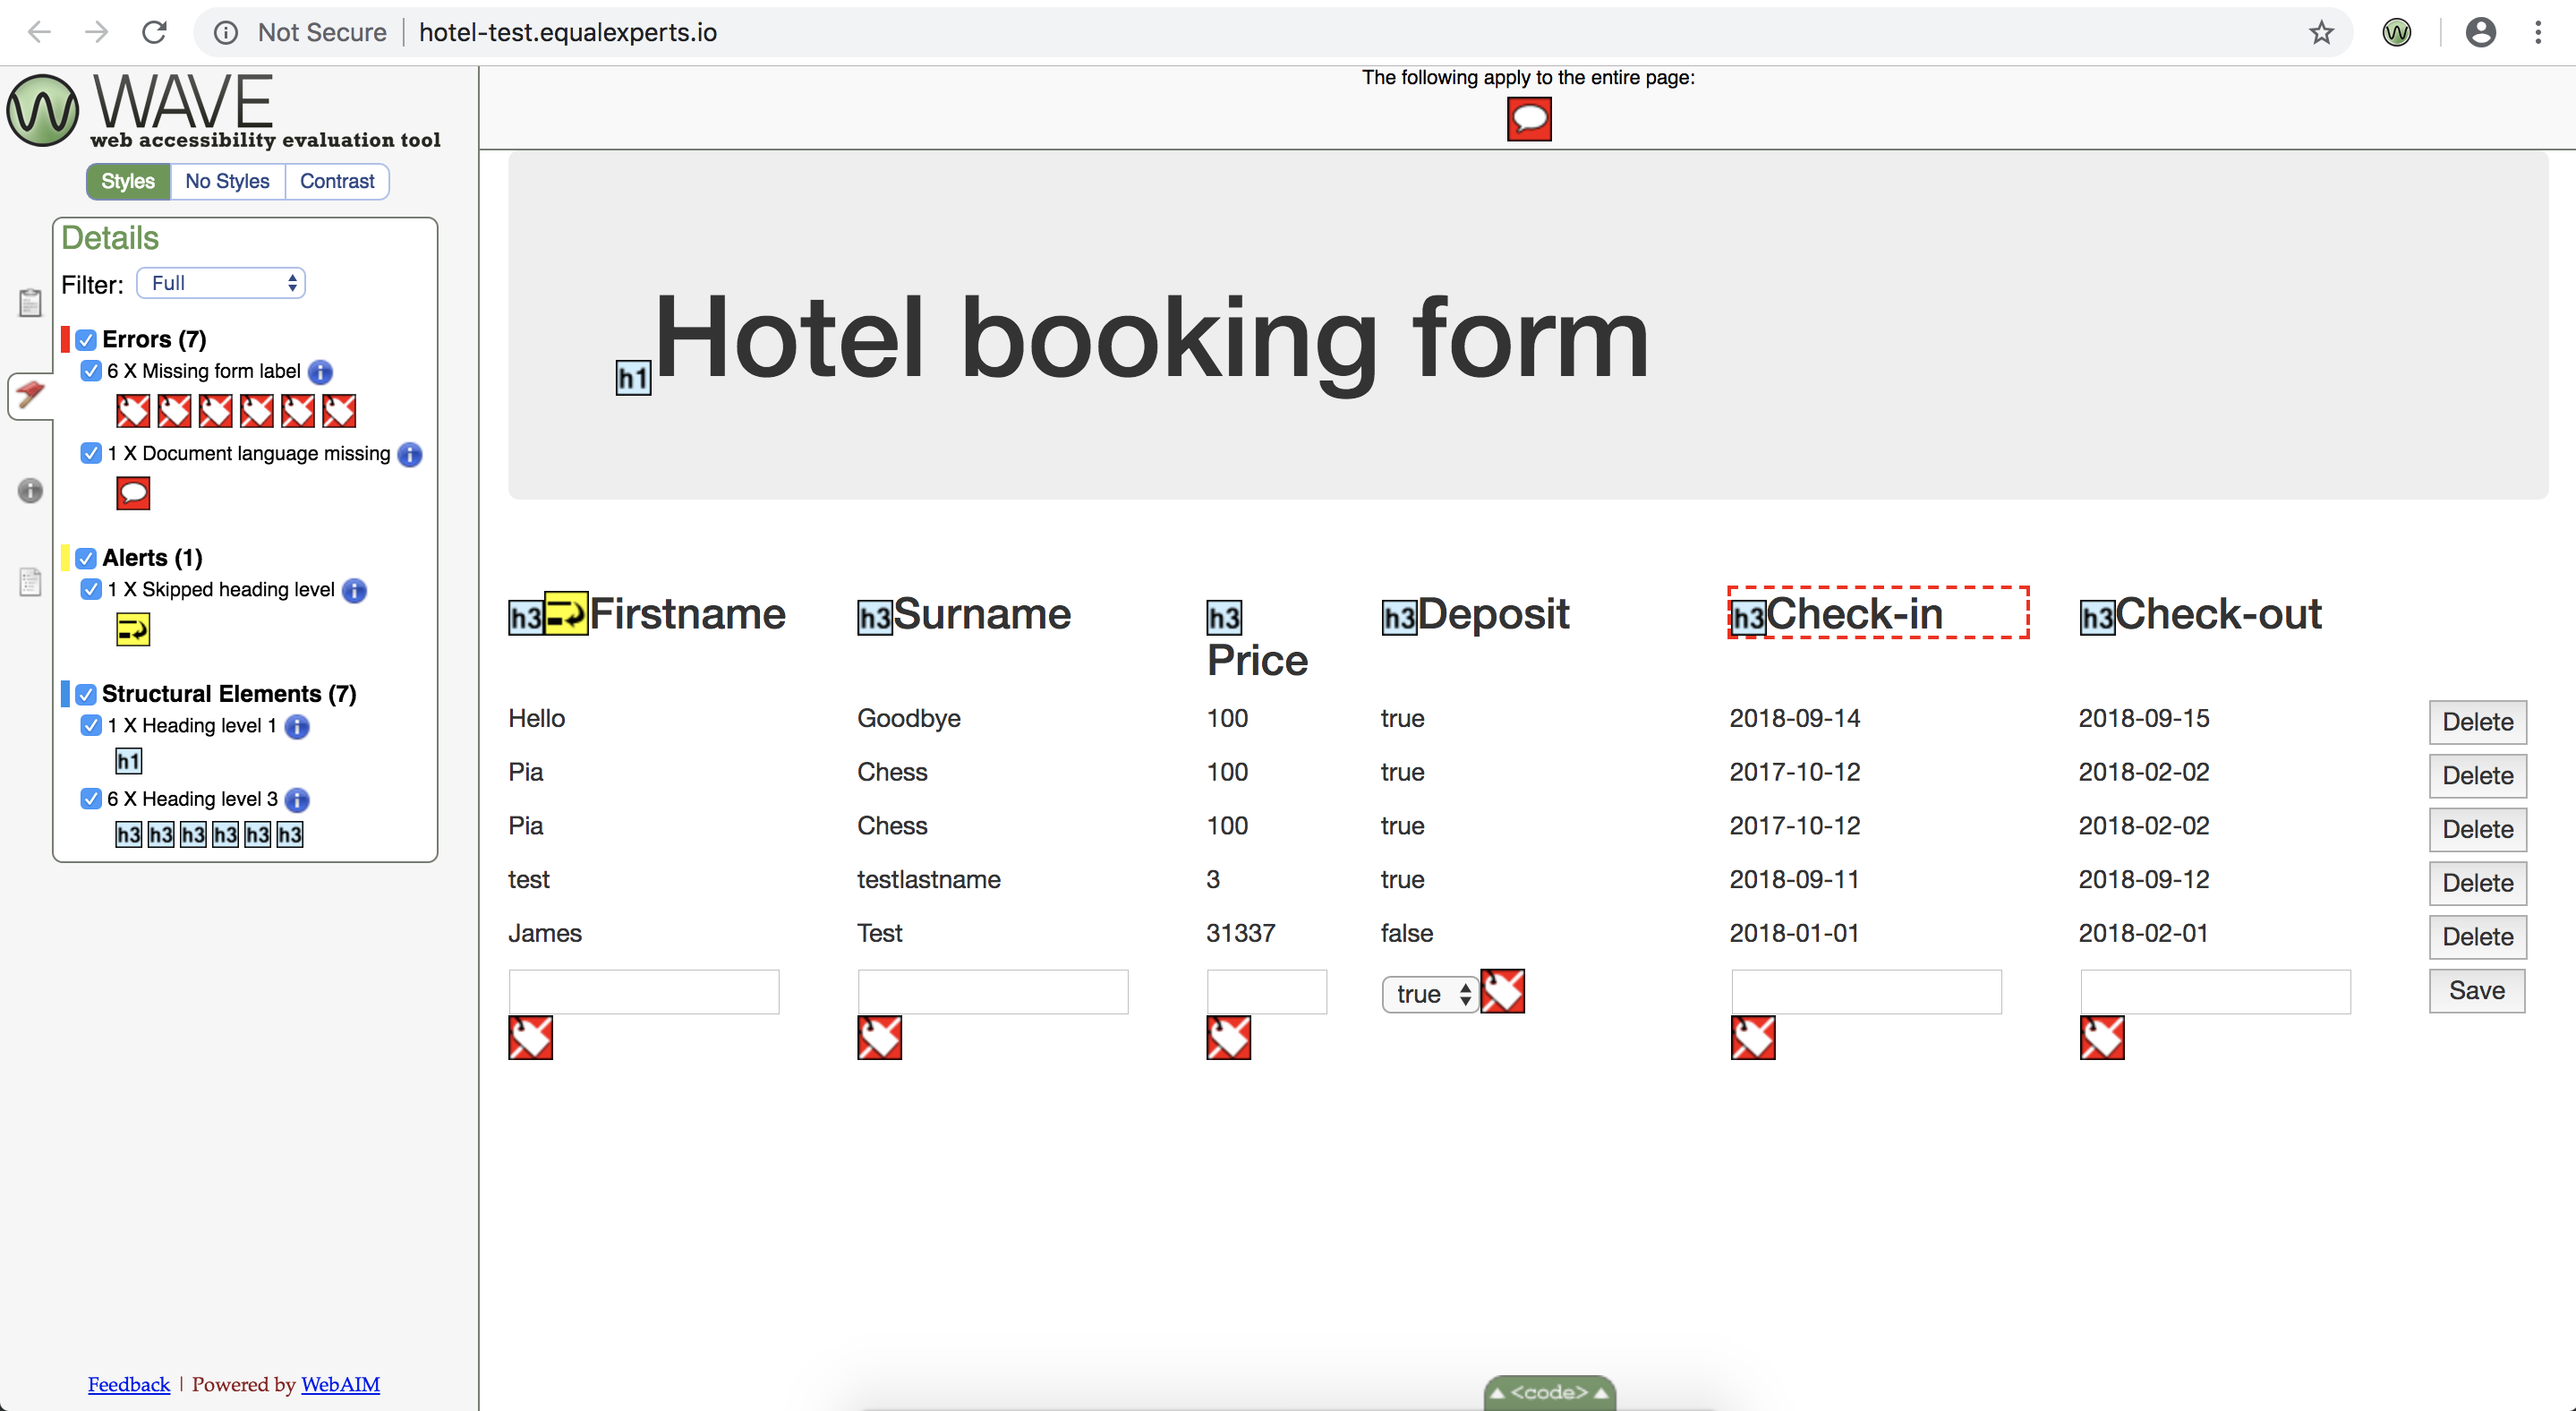 Not Secure | hotel-test.equalexperts.io
WAVE
web accessibility evaluation tool
Styles No Styles Contrast
Details
Filter: Full
Errors (7)
6 X Missing form label
1 X Document language missing
Alerts (1)
1 X Skipped heading level
Structural Elements (7)
1 X Heading level 1
h1
6 X Heading level 3
h3 h3 h3 h3 h3 h3
Feedback | Powered by WebAIM
The following apply to the entire page:
h1 Hotel booking form
h3 Firstname h3 Surname h3 Price h3 Deposit h3 Check-in h3 Check-out
Hello Goodbye 100 true 2018-09-14 2018-09-15 Delete
Pia Chess 100 true 2017-10-12 2018-02-02 Delete
Pia Chess 100 true 2017-10-12 2018-02-02 Delete
test testlastname 3 true 2018-09-11 2018-09-12 Delete
James Test 31337 false 2018-01-01 2018-02-01 Delete
true Save
<code>